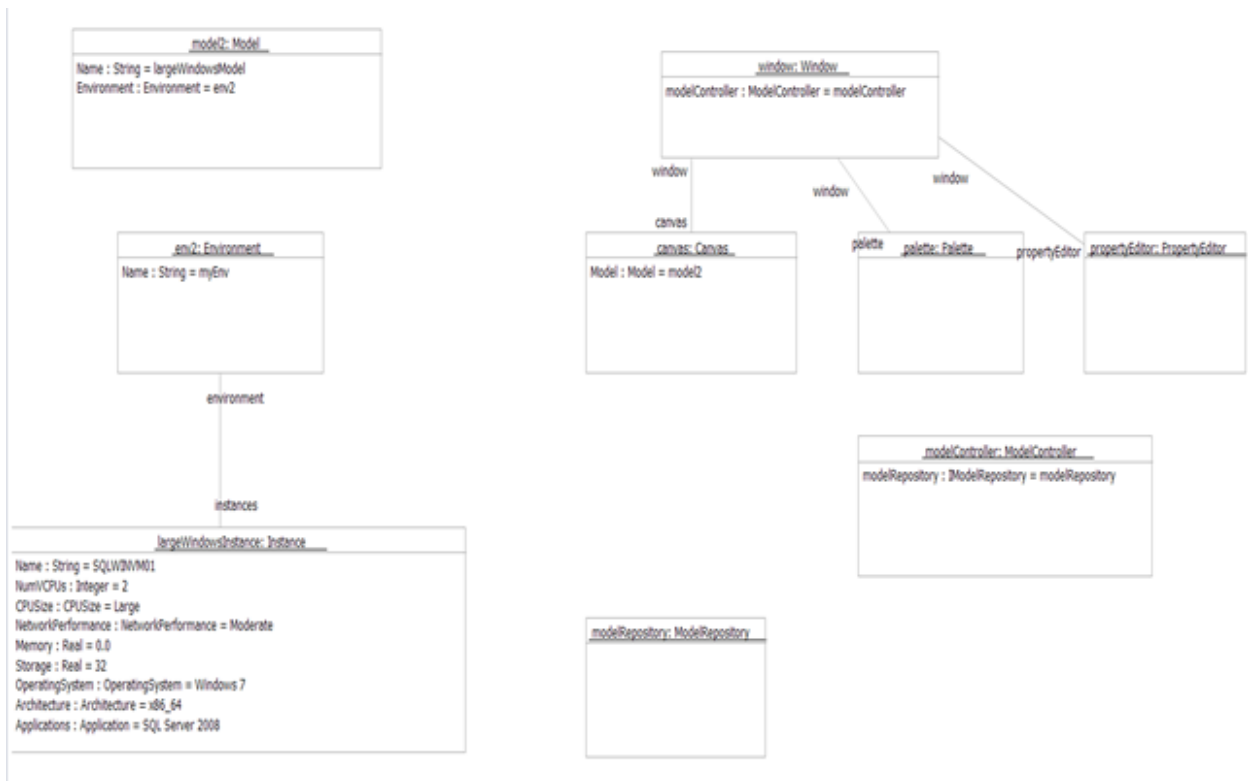 model2: Model
Name : String = largeWindowsModel
Environment : Environment = env2
window: Window
modelController : ModelController = modelController
window
window
window
canvas
palette
propertyEditor
env2: Environment
Name : String = myEnv
canvas: Canvas
Model : Model = model2
palette: Palette
propertyEditor: PropertyEditor
environment
instances
modelController: ModelController
modelRepository : IModelRepository = modelRepository
largeWindowsInstance: Instance
Name : String = SQLWINVM01
NumVCPUs : Integer = 2
CPUSize : CPUSize = Large
NetworkPerformance : NetworkPerformance = Moderate
Memory : Real = 0.0
Storage : Real = 32
OperatingSystem : OperatingSystem = Windows 7
Architecture : Architecture = x86_64
Applications : Application = SQL Server 2008
modelRepository: ModelRepository